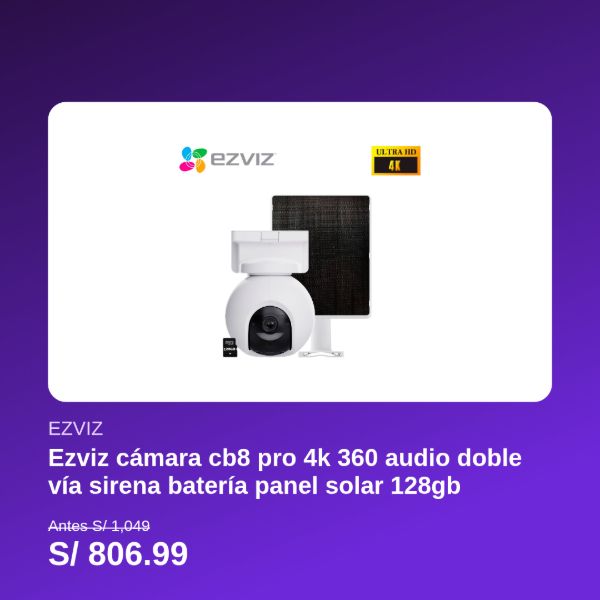 ezviz
ULTRA HD
4K
EZVIZ
Ezviz cámara cb8 pro 4k 360 audio doble
vía sirena batería panel solar 128gb
Antes S/ 1,049
S/ 806.99